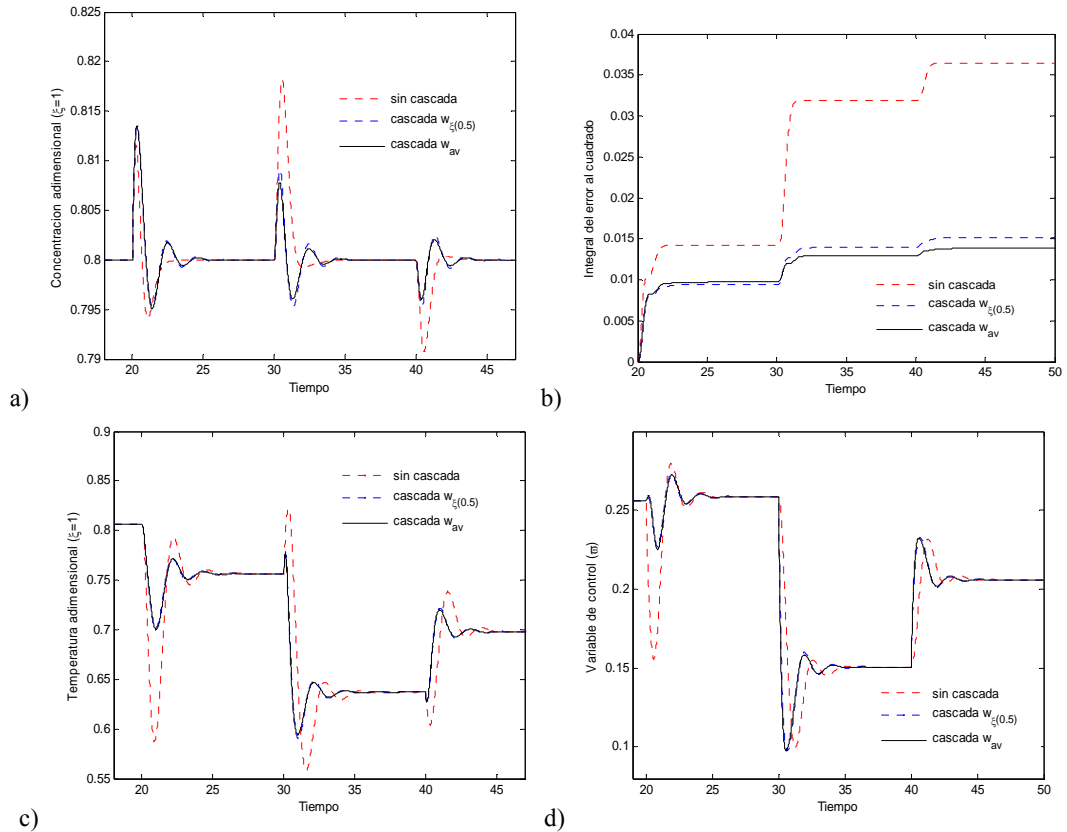 0.825
0.82
0.815
0.81
0.805
0.8
0.795
0.79
Concentracion adimensional (ξ=1)
sin cascada
cascada wξ(0.5)
cascada wav
20 25 30 35 40 45
Tiempo
a)
0.04
0.035
0.03
0.025
0.02
0.015
0.01
0.005
0
Integral del error al cuadrado
sin cascada
cascada wξ(0.5)
cascada wav
20 25 30 35 40 45 50
Tiempo
b)
0.9
0.85
0.8
0.75
0.7
0.65
0.6
0.55
Temperatura adimensional (ξ=1)
sin cascada
cascada wξ(0.5)
cascada wav
20 25 30 35 40 45
Tiempo
c)
0.25
0.2
0.15
0.1
Variable de control (ϖ)
sin cascada
cascada wξ(0.5)
cascada wav
20 25 30 35 40 45 50
Tiempo
d)